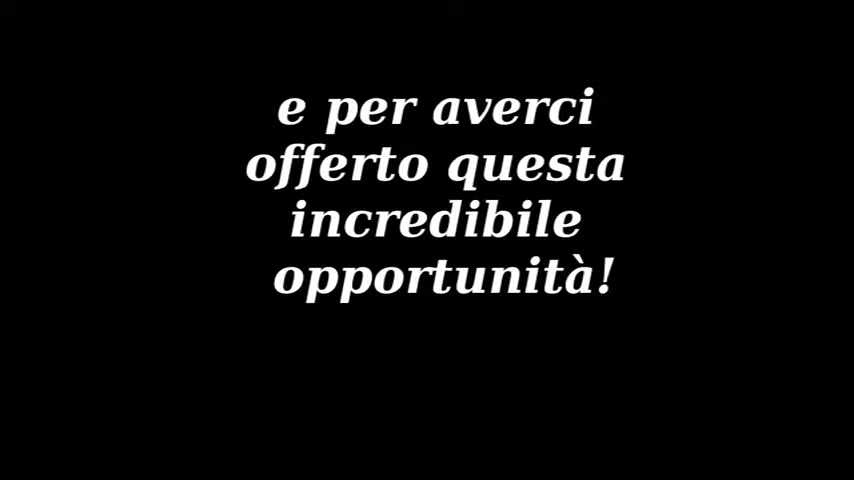 e per averci
offerto questa
incredibile
opportunità!